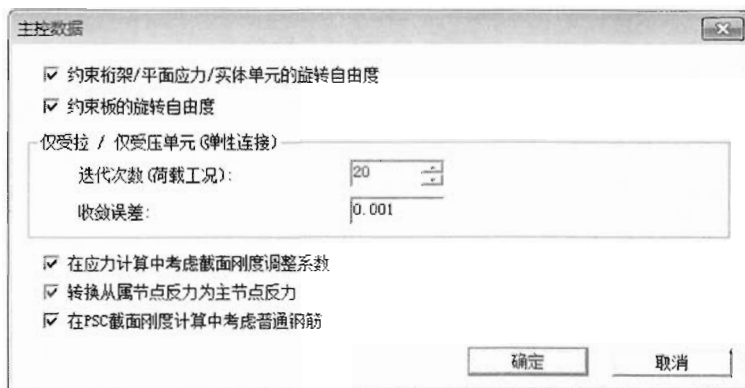 主控数据
约束桁架/平面应力/实体单元的旋转自由度
约束板的旋转自由度
仅受拉 / 仅受压单元(弹性连接)
迭代次数(荷载工况): 20
收敛误差: 0.001
在应力计算中考虑截面刚度调整系数
转换从属节点反力为主节点反力
在PSC截面刚度计算中考虑普通钢筋
确定 取消